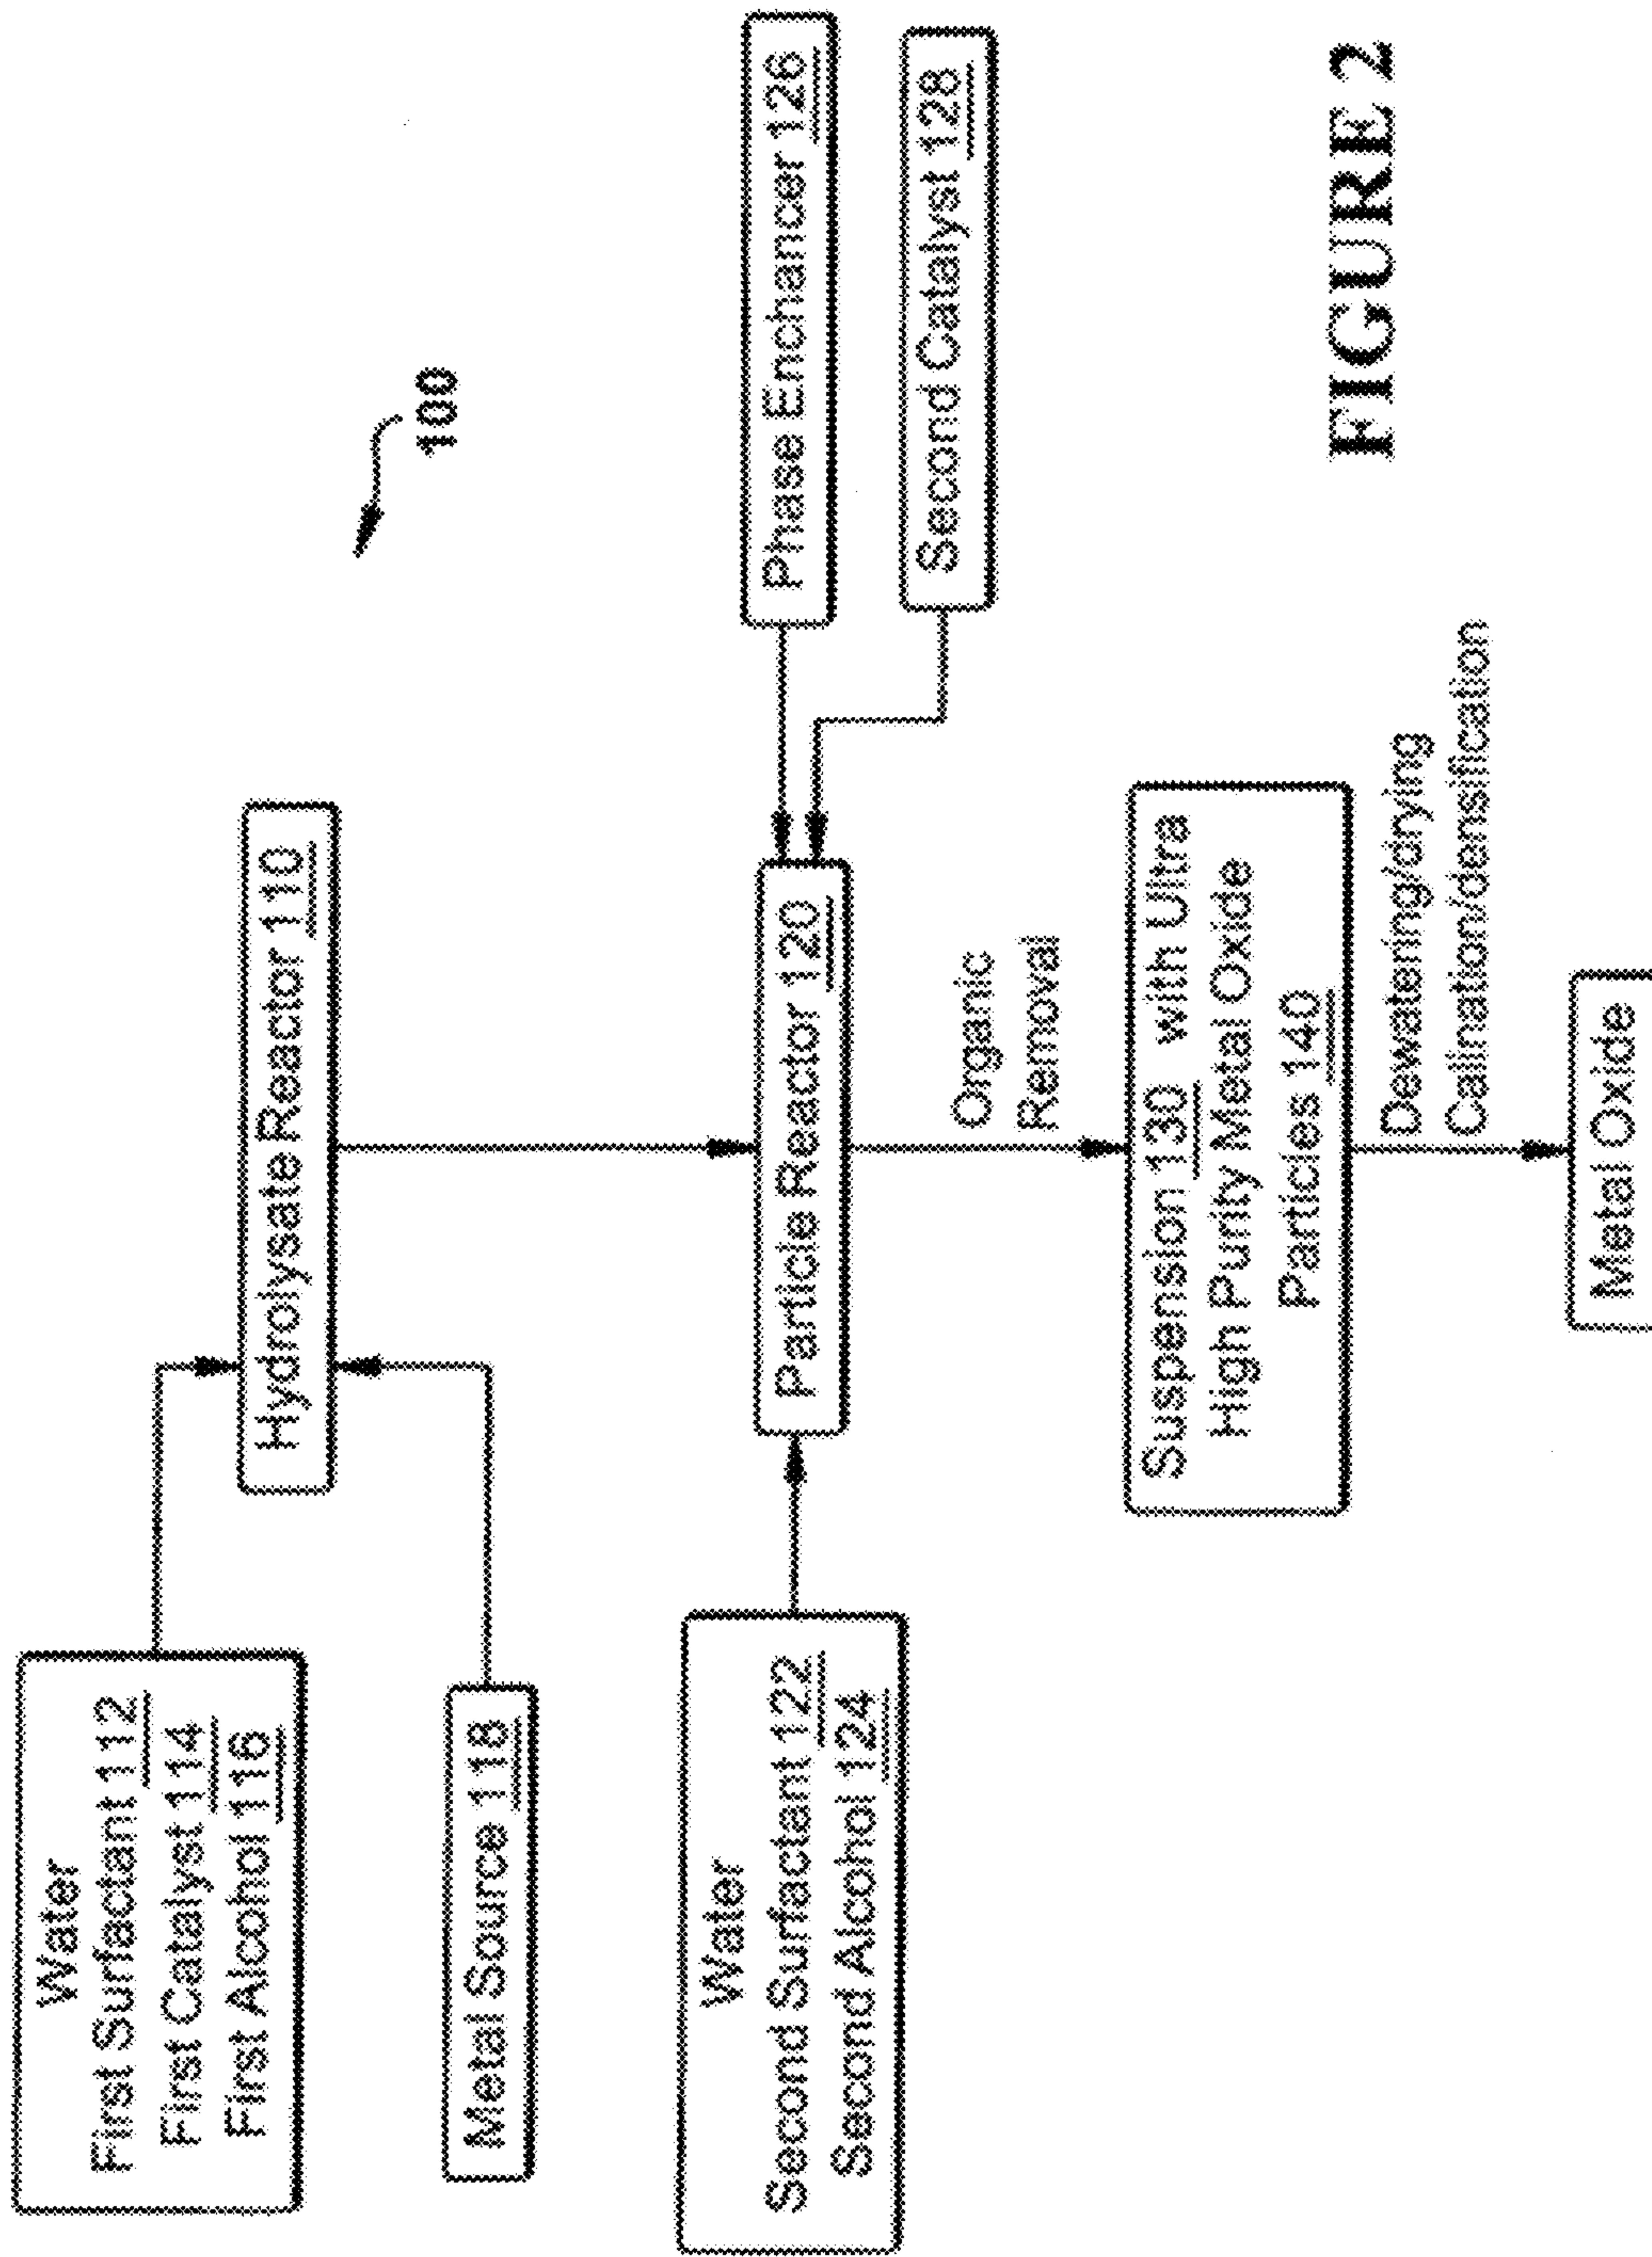 100
Water
First Surfactant 112
First Catalyst 114
First Alcohol 116
Hydrolysate Reactor 110
Metal Source 118
Water
Second Surfactant 122
Second Alcohol 124
Particle Reactor 120
Phase Enchancer 126
Second Catalyst 128
Organic
Removal
Suspension 130 with Ultra
High Purity Metal Oxide
Particles 140
Dewatering/drying
Calination/densification
Metal Oxide
FIGURE 2